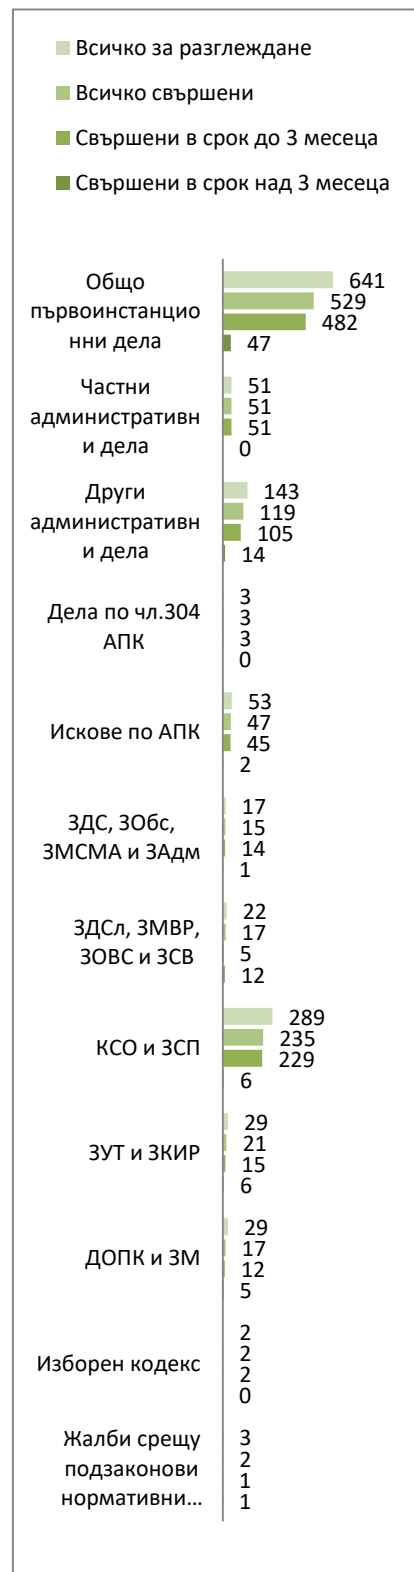 Всичко за разглеждане
Всичко свършени
Свършени в срок до 3 месеца
Свършени в срок над 3 месеца
Общо
първоинстанцио
нни дела
641
529
482
47
Частни
административн
и дела
51
51
51
0
Други
административн
и дела
143
119
105
14
Дела по чл.304
АПК
3
3
3
0
Искове по АПК
53
47
45
2
ЗДС, ЗОбс,
ЗМСМА и ЗАдм
17
15
14
1
ЗДСл, ЗМВР,
ЗОВС и ЗСВ
22
17
5
12
КСО и ЗСП
289
235
229
6
ЗУТ и ЗКИР
29
21
15
6
ДОПК и ЗМ
29
17
12
5
Изборен кодекс
2
2
2
0
Жалби срещу
подзаконови
нормативни…
3
2
1
1